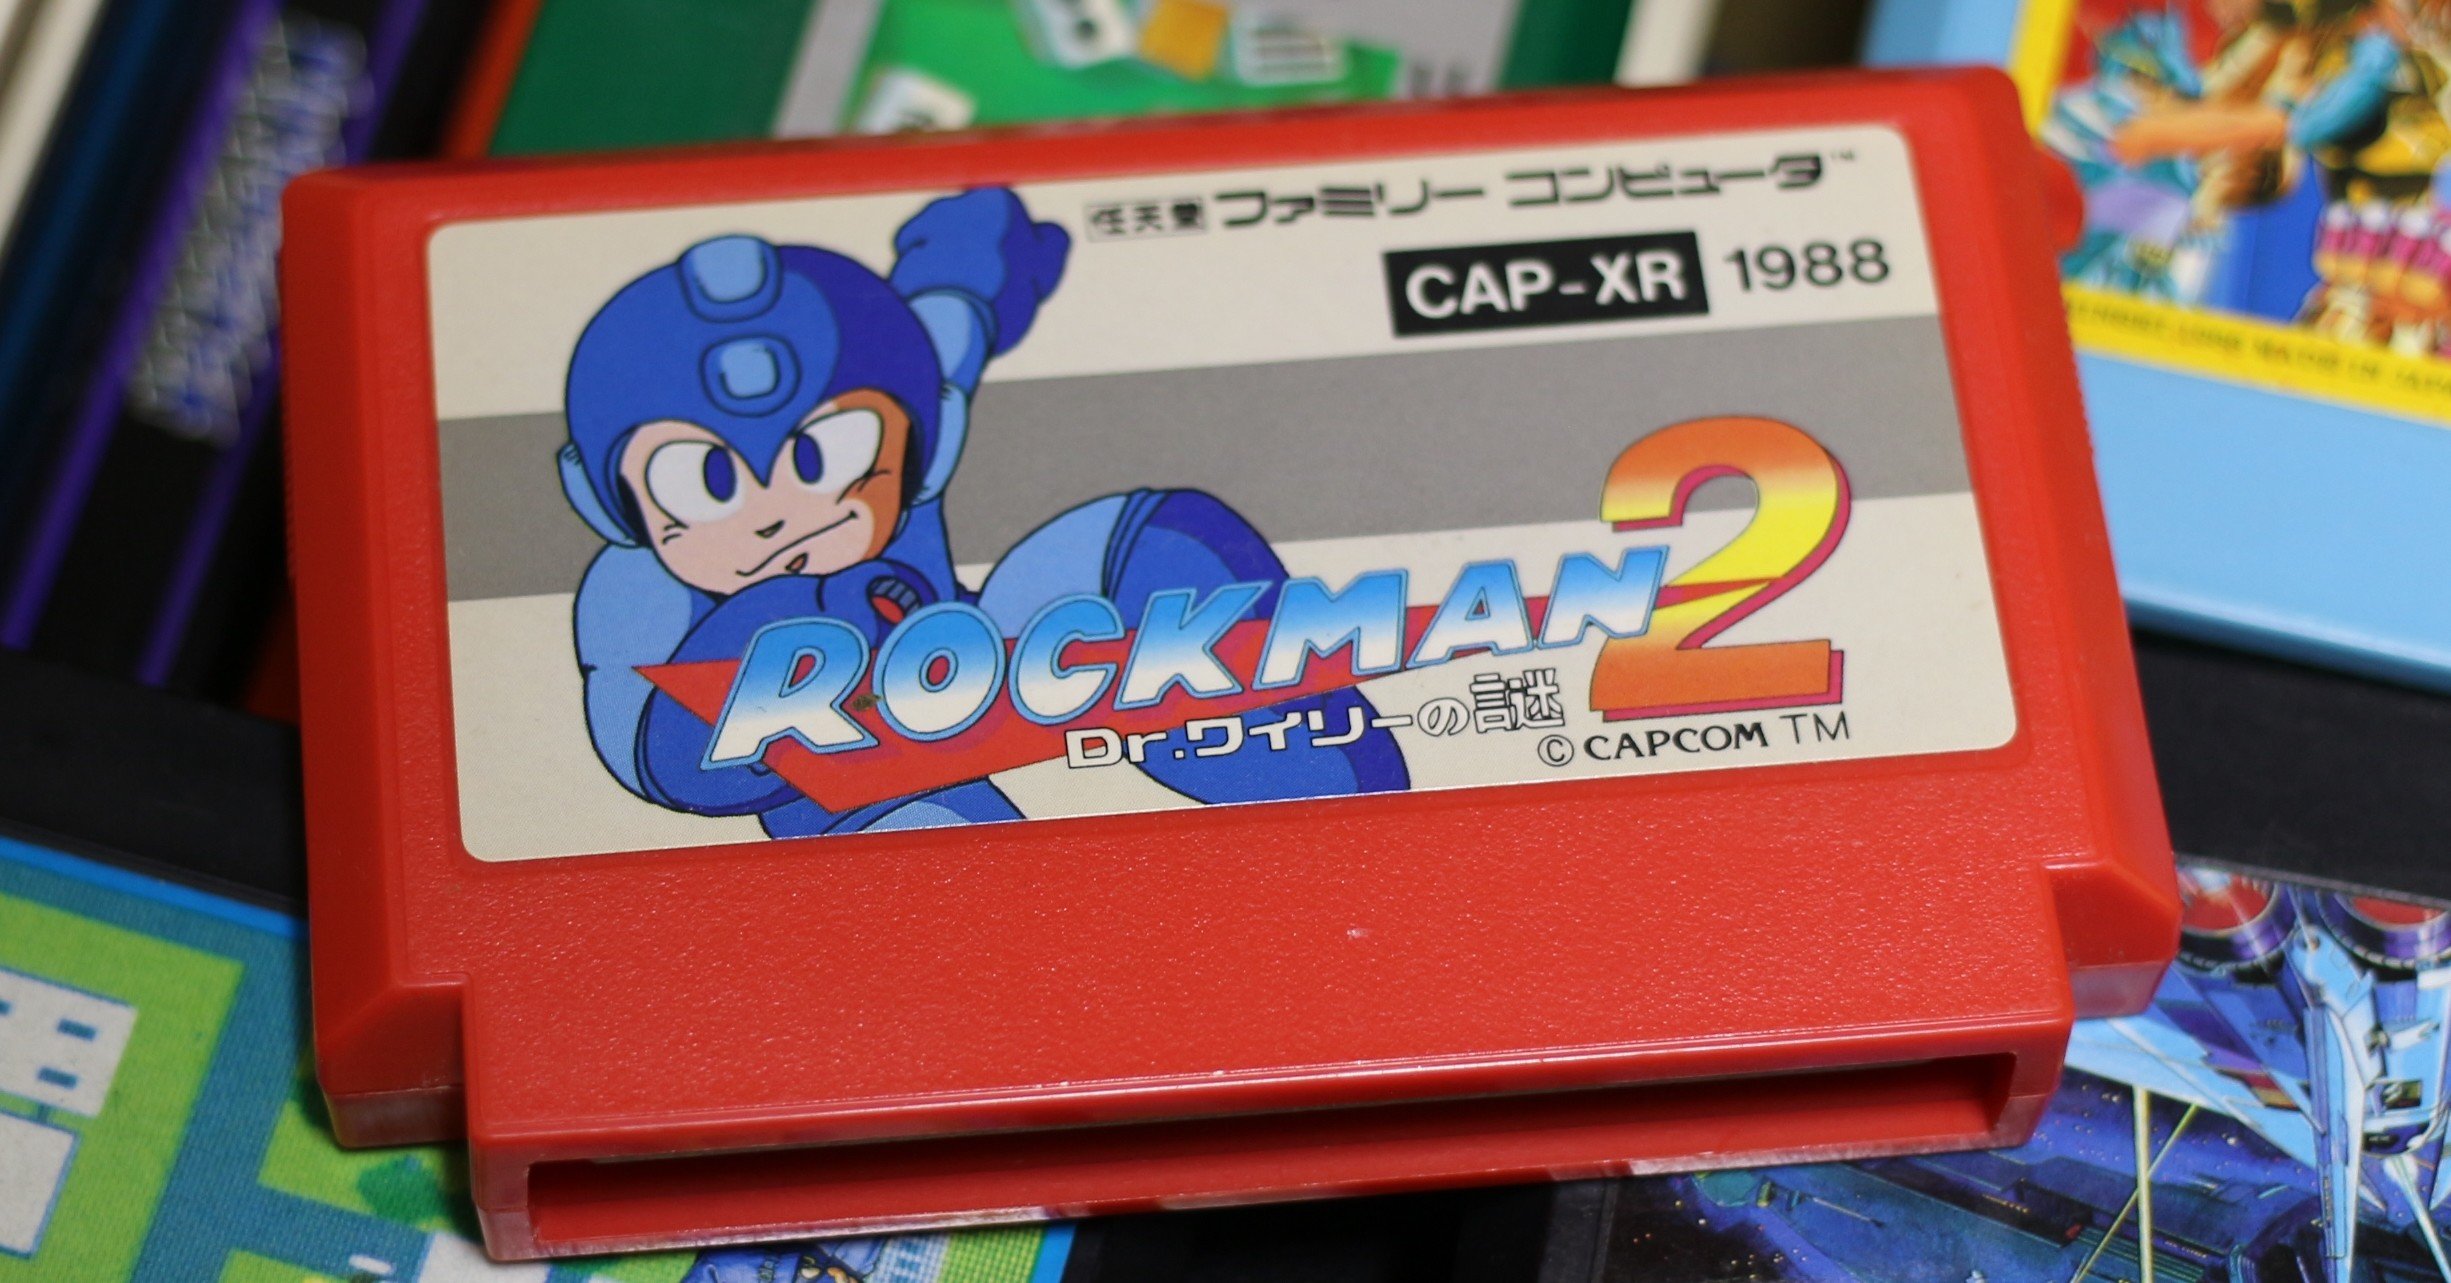 任天堂 ファミリー コンピュータ™
CAP-XR 1988
ROCKMAN 2
Dr.ワイリーの謎
© CAPCOM TM